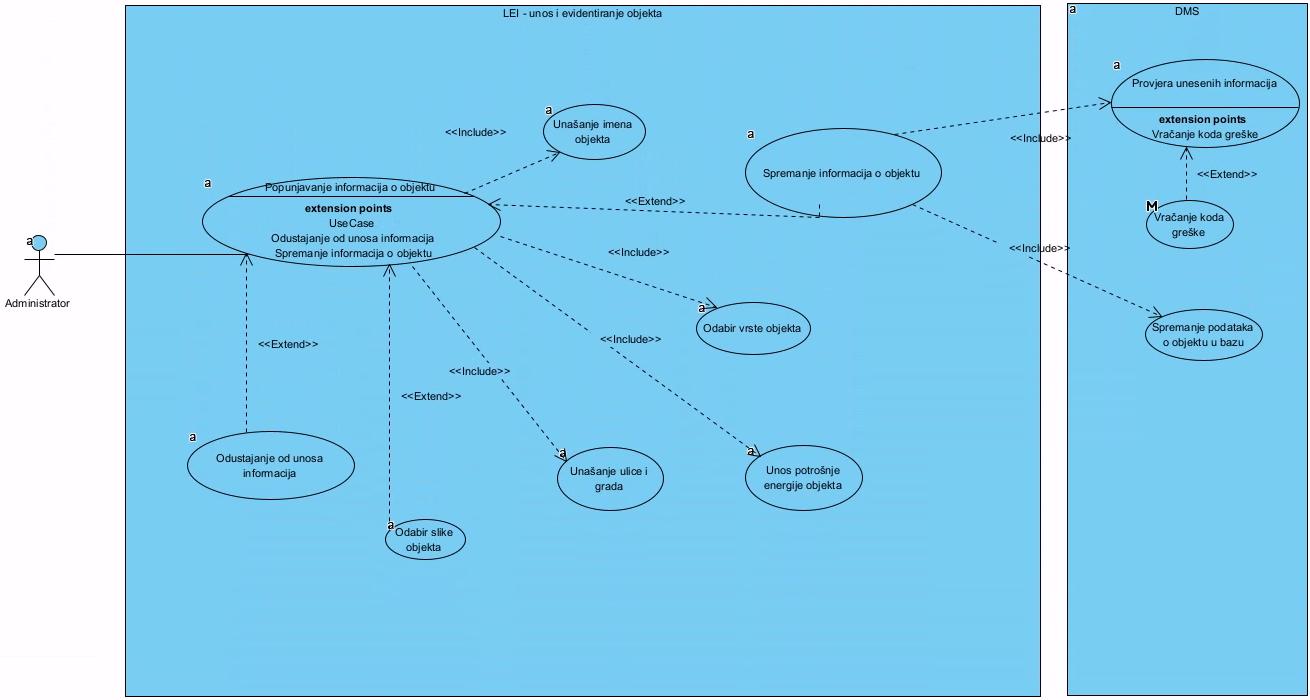 LEI - unos i evidentiranje objekta
a
DMS
a
Provjera unesenih informacija
extension points
Vračanje koda greške
a
Unašanje imena
objekta
<<Include>>
a
Spremanje informacija o objektu
<<Include>>
<<Extend>>
a
Popunjavanje informacija o objektu
extension points
UseCase
Odustajanje od unosa informacija
Spremanje informacija o objektu
<<Extend>>
M
Vračanje koda
greške
a
Administrator
<<Include>>
<<Include>>
a
Odabir vrste objekta
Spremanje podataka
o objektu u bazu
<<Extend>>
<<Include>>
<<Include>>
<<Extend>>
a
Odustajanje od unosa
informacija
a
Unašanje ulice i
grada
a
Unos potrošnje
energije objekta
a
Odabir slike
objekta